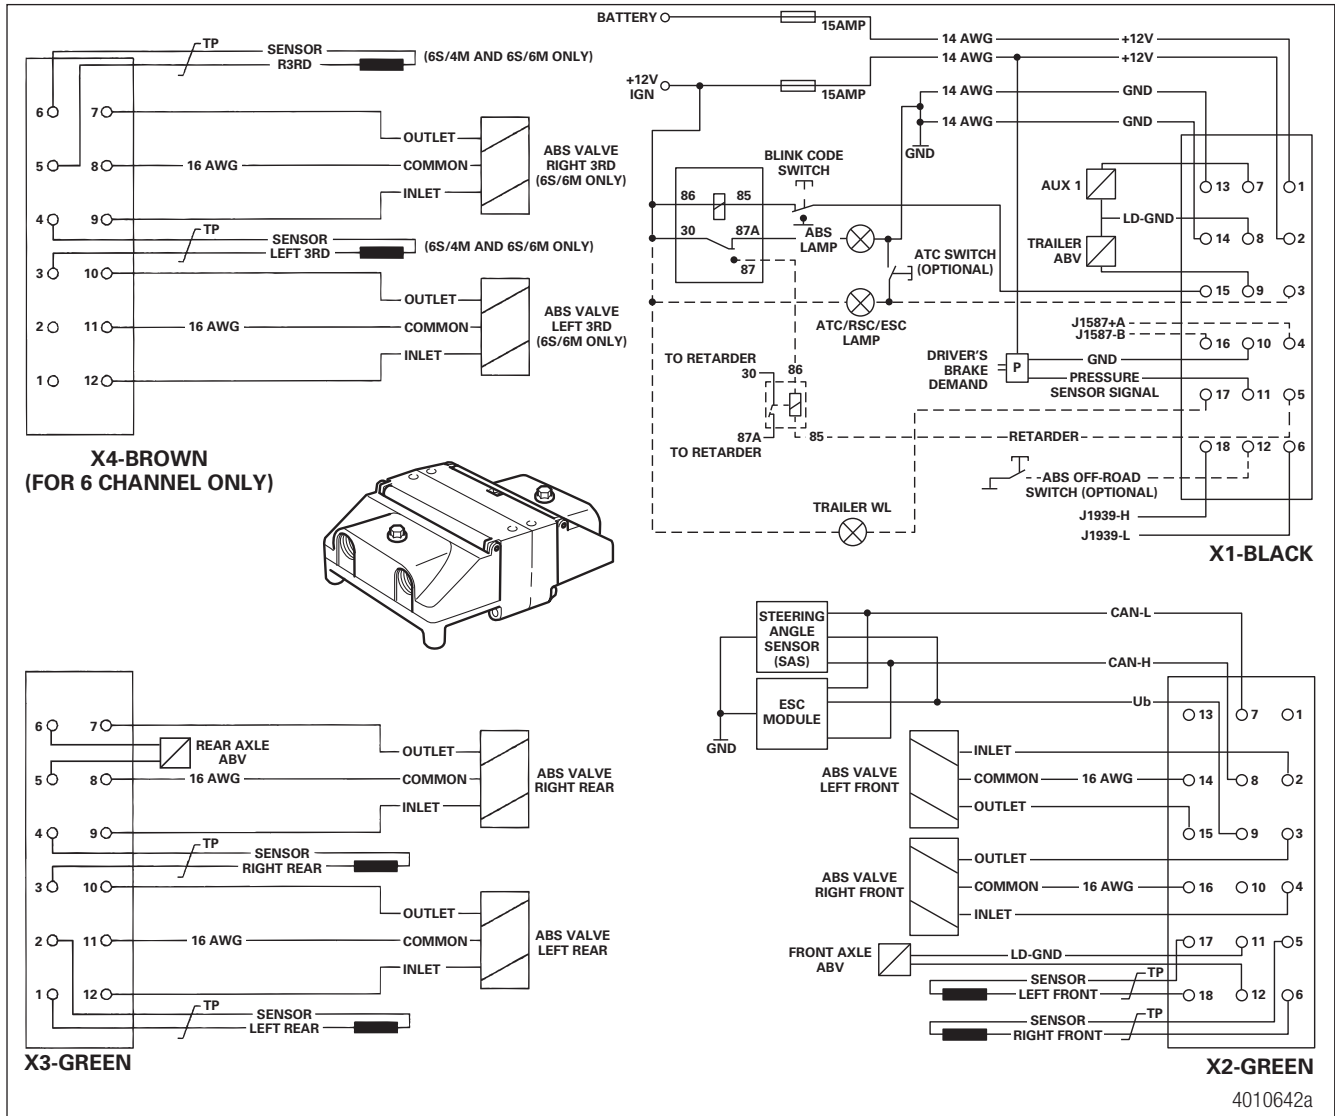 BATTERY
15AMP
14 AWG
+12V
14 AWG
+12V
+12V
IGN
15AMP
14 AWG
GND
14 AWG
GND
GND
TP
SENSOR
R3RD
(6S/4M AND 6S/6M ONLY)
6
7
5
8
4
9
3
10
2
11
1
12
OUTLET
16 AWG
COMMON
INLET
ABS VALVE
RIGHT 3RD
(6S/6M ONLY)
TP
SENSOR
LEFT 3RD
(6S/4M AND 6S/6M ONLY)
OUTLET
16 AWG
COMMON
INLET
ABS VALVE
LEFT 3RD
(6S/6M ONLY)
X4-BROWN
(FOR 6 CHANNEL ONLY)
BLINK CODE
SWITCH
86
85
30
87A
87
ABS
LAMP
ATC SWITCH
(OPTIONAL)
ATC/RSC/ESC
LAMP
TO RETARDER
30
86
87A
85
TO RETARDER
RETARDER
AUX 1
LD-GND
TRAILER
ABV
J1587+A
J1587-B
DRIVER'S
BRAKE
DEMAND
P
GND
PRESSURE
SENSOR SIGNAL
ABS OFF-ROAD
SWITCH (OPTIONAL)
TRAILER WL
J1939-H
J1939-L
13
7
1
14
8
2
15
9
3
16
10
4
17
11
5
18
12
6
X1-BLACK
6
7
5
8
4
9
3
10
2
11
1
12
REAR AXLE
ABV
OUTLET
16 AWG
COMMON
INLET
ABS VALVE
RIGHT REAR
TP
SENSOR
RIGHT REAR
OUTLET
16 AWG
COMMON
INLET
ABS VALVE
LEFT REAR
TP
SENSOR
LEFT REAR
X3-GREEN
STEERING
ANGLE
SENSOR
(SAS)
ESC
MODULE
GND
CAN-L
CAN-H
Ub
ABS VALVE
LEFT FRONT
INLET
COMMON
16 AWG
OUTLET
ABS VALVE
RIGHT FRONT
OUTLET
COMMON
16 AWG
INLET
FRONT AXLE
ABV
LD-GND
SENSOR
LEFT FRONT
TP
SENSOR
RIGHT FRONT
TP
13
7
1
14
8
2
15
9
3
16
10
4
17
11
5
18
12
6
X2-GREEN
4010642a